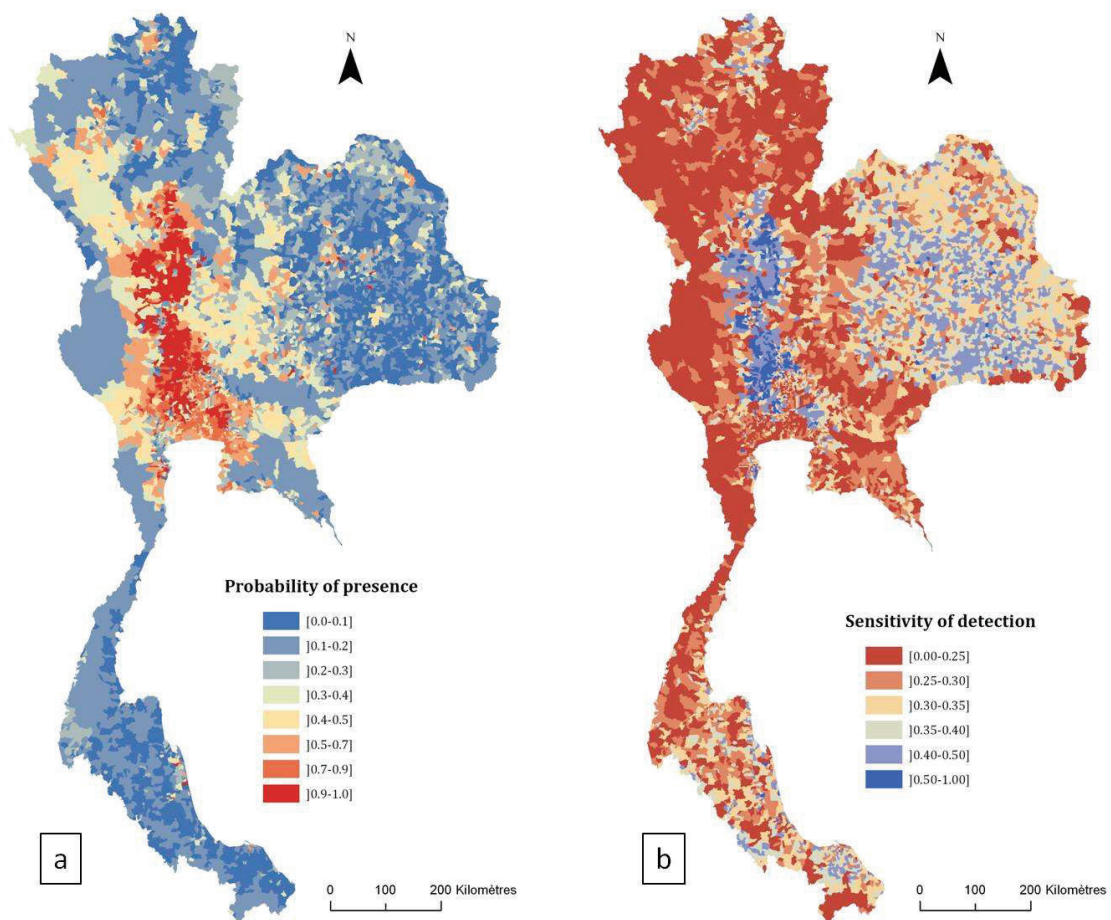 N
Probability of presence
[0.0-0.1]
]0.1-0.2]
]0.2-0.3]
]0.3-0.4]
]0.4-0.5]
]0.5-0.7]
]0.7-0.9]
]0.9-1.0]
a
0 100 200 Kilomètres
N
Sensitivity of detection
]0.00-0.25]
]0.25-0.30]
]0.30-0.35]
]0.35-0.40]
]0.40-0.50]
]0.50-1.00]
b
0 100 200 Kilomètres